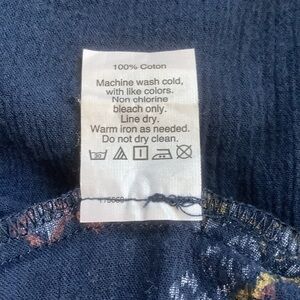 100% Coton
Machine wash cold,
with like colors.
Non chlorine
bleach only.
Line dry.
Warm iron as needed.
Do not dry clean.